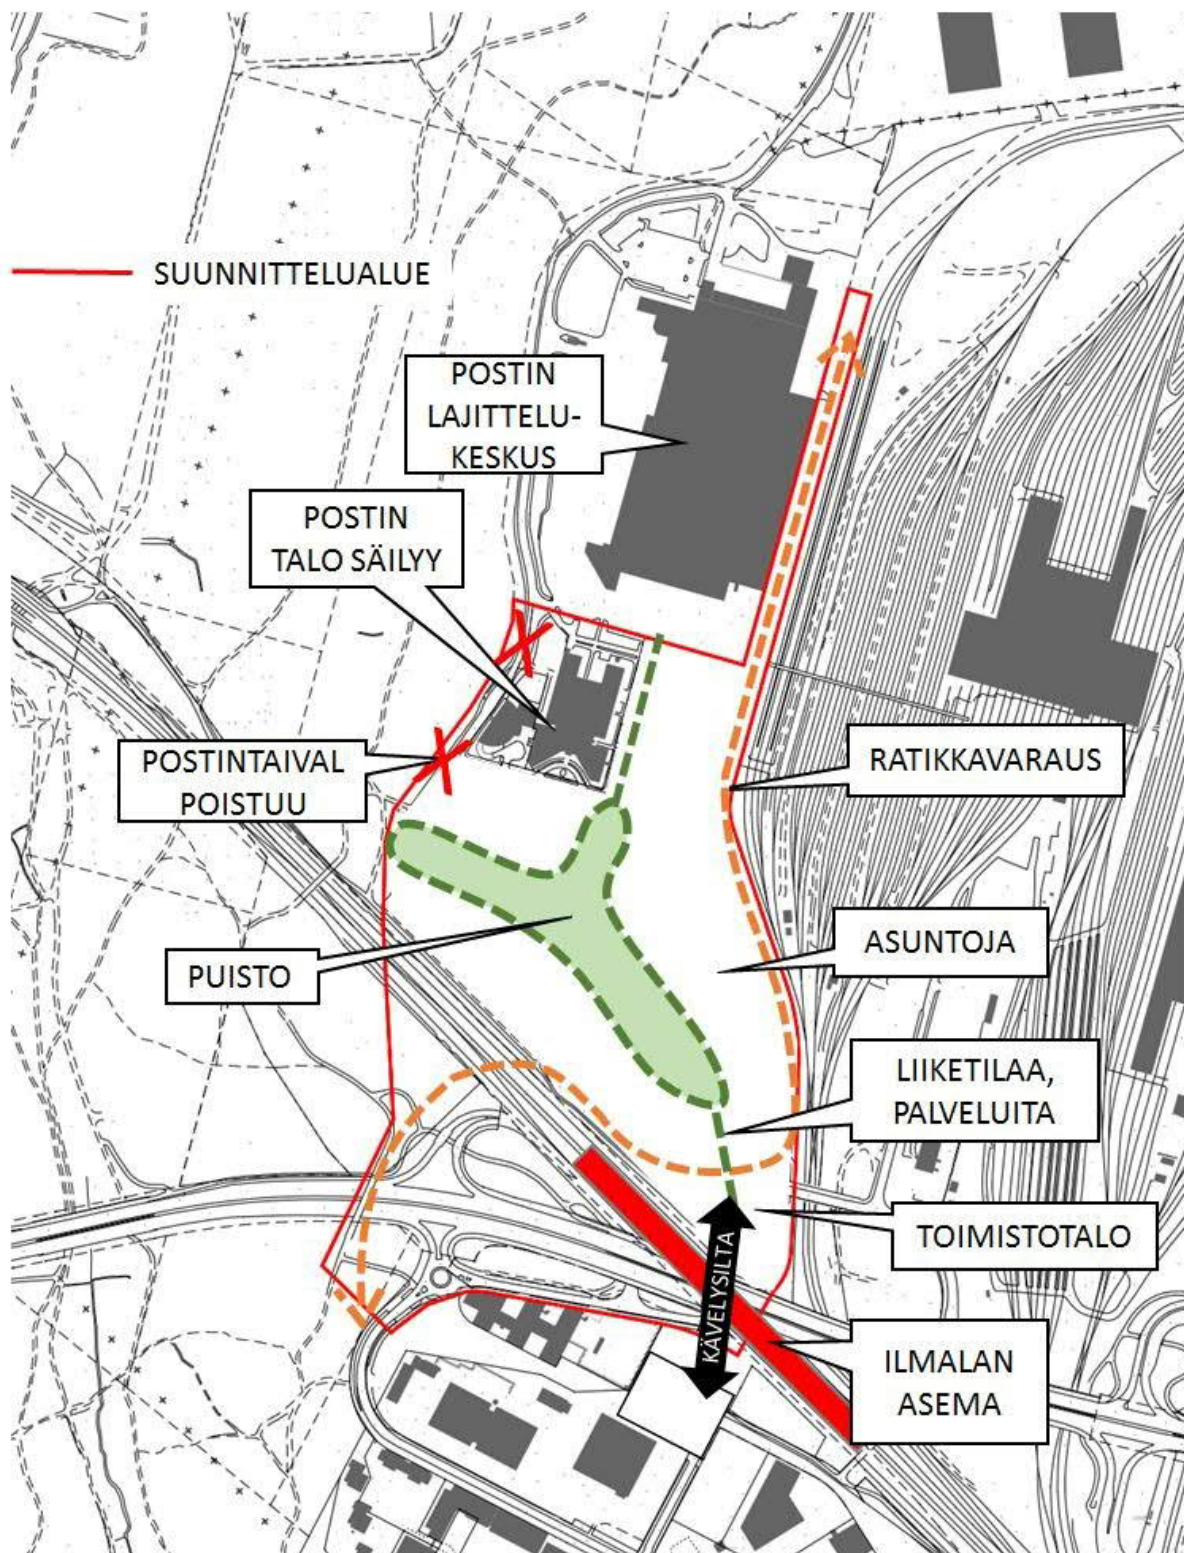 SUUNNITTELUALUE
POSTIN
LAJITTELU-
KESKUS
POSTIN
TALO SÄILYY
POSTINTAIVAL
POISTUU
RATIKKAVARAUS
ASUNTOJA
PUISTO
LIIKETILAA,
PALVELUITA
TOIMISTOTALO
KÄVELYSILTA
ILMALAN
ASEMA